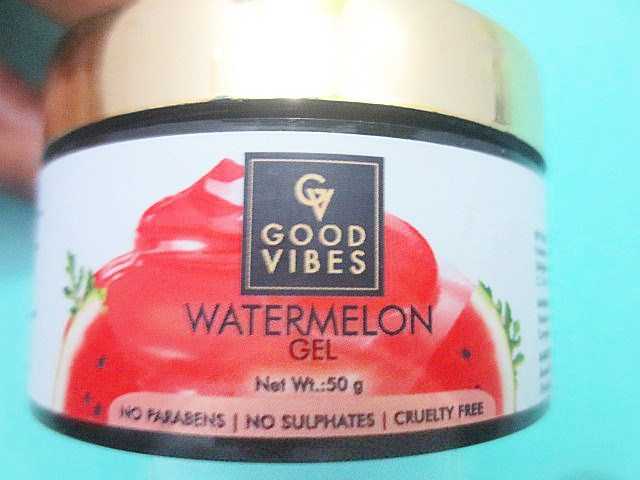 GV
GOOD
VIBES
WATERMELON
GEL
Net Wt.:50 g
NO PARABENS | NO SULPHATES | CRUELTY FREE